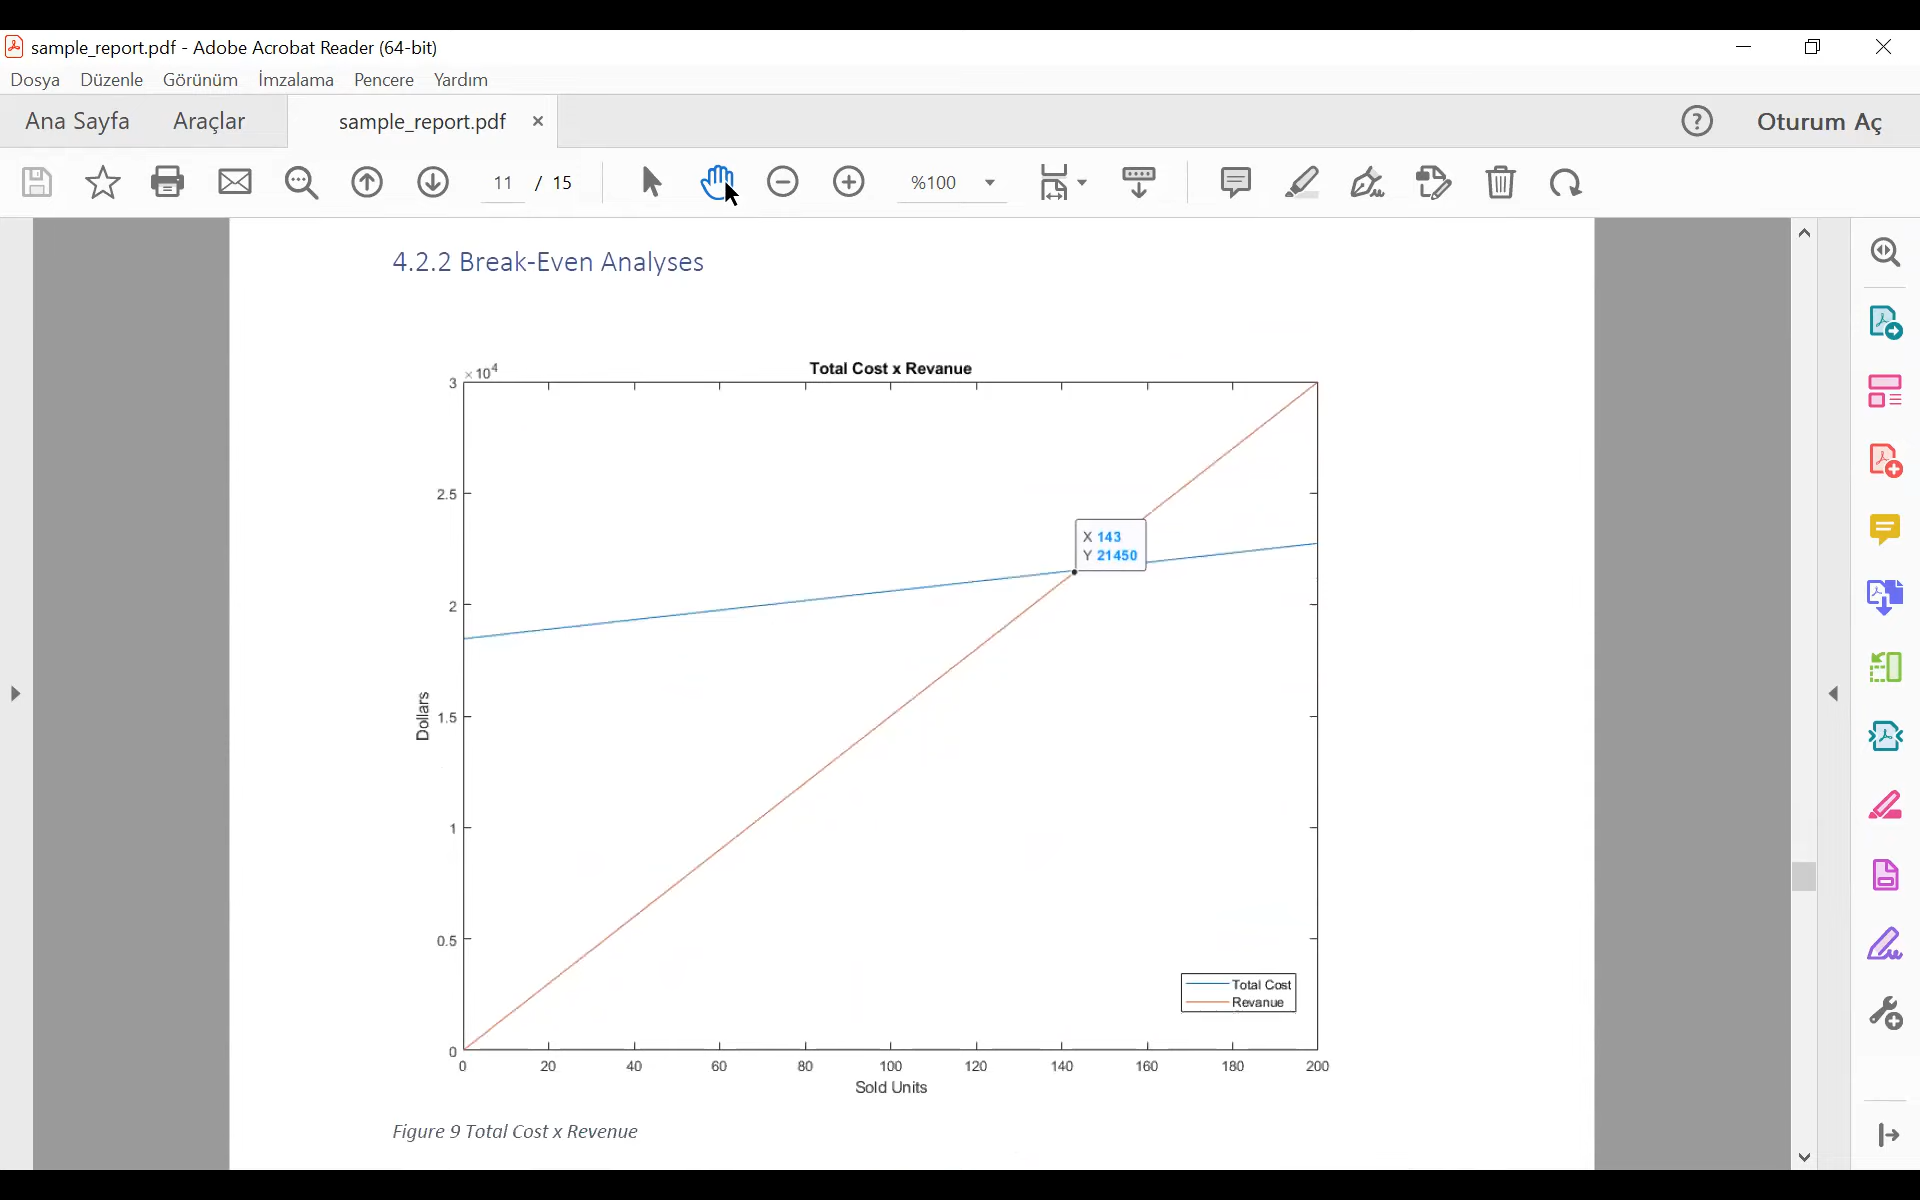 sample_report.pdf - Adobe Acrobat Reader (64-bit)
Dosya Düzenle Görünüm İmzalama Pencere Yardım
Ana Sayfa Araçlar sample_report.pdf × ? Oturum Aç
11 / 15 %100
4.2.2 Break-Even Analyses
Total Cost x Revanue
×10⁴
3
2.5
2
1.5
1
0.5
0
Dollars
X 143
Y 21450
Total Cost
Revanue
0 20 40 60 80 100 120 140 160 180 200
Sold Units
Figure 9 Total Cost x Revenue